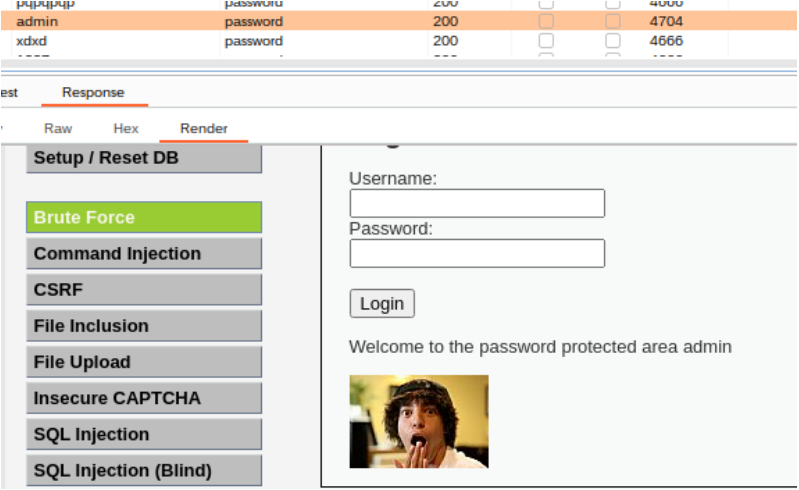 pqpqpqp password 200 4666
admin password 200 4704
xdxd password 200 4666
est Response
Raw Hex Render
Setup / Reset DB
Brute Force
Command Injection
CSRF
File Inclusion
File Upload
Insecure CAPTCHA
SQL Injection
SQL Injection (Blind)
Username:
Password:
Login
Welcome to the password protected area admin